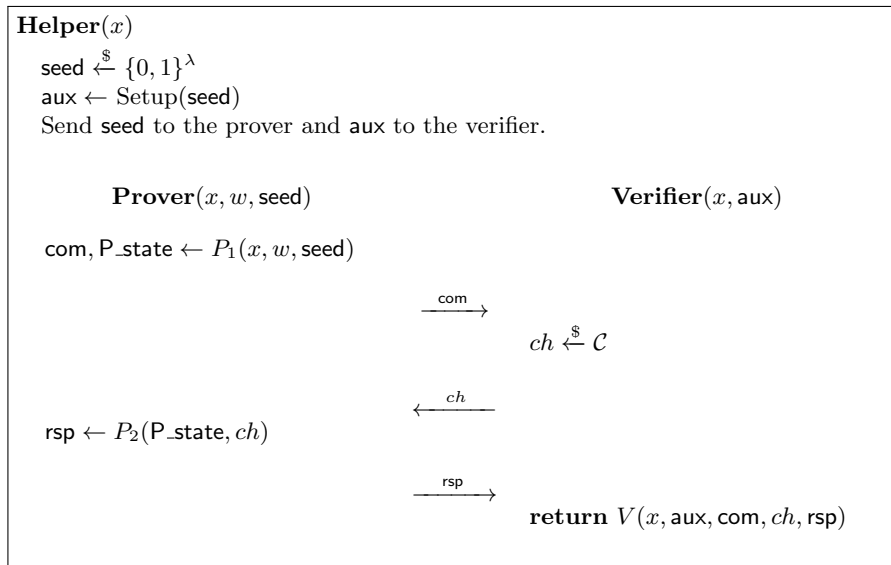 Helper(x)
seed ←$ {0, 1}^λ
aux ← Setup(seed)
Send seed to the prover and aux to the verifier.
Prover(x, w, seed) Verifier(x, aux)
com, P_state ← P₁(x, w, seed)
com
ch ←$ C
ch
rsp ← P₂(P_state, ch)
rsp
return V(x, aux, com, ch, rsp)